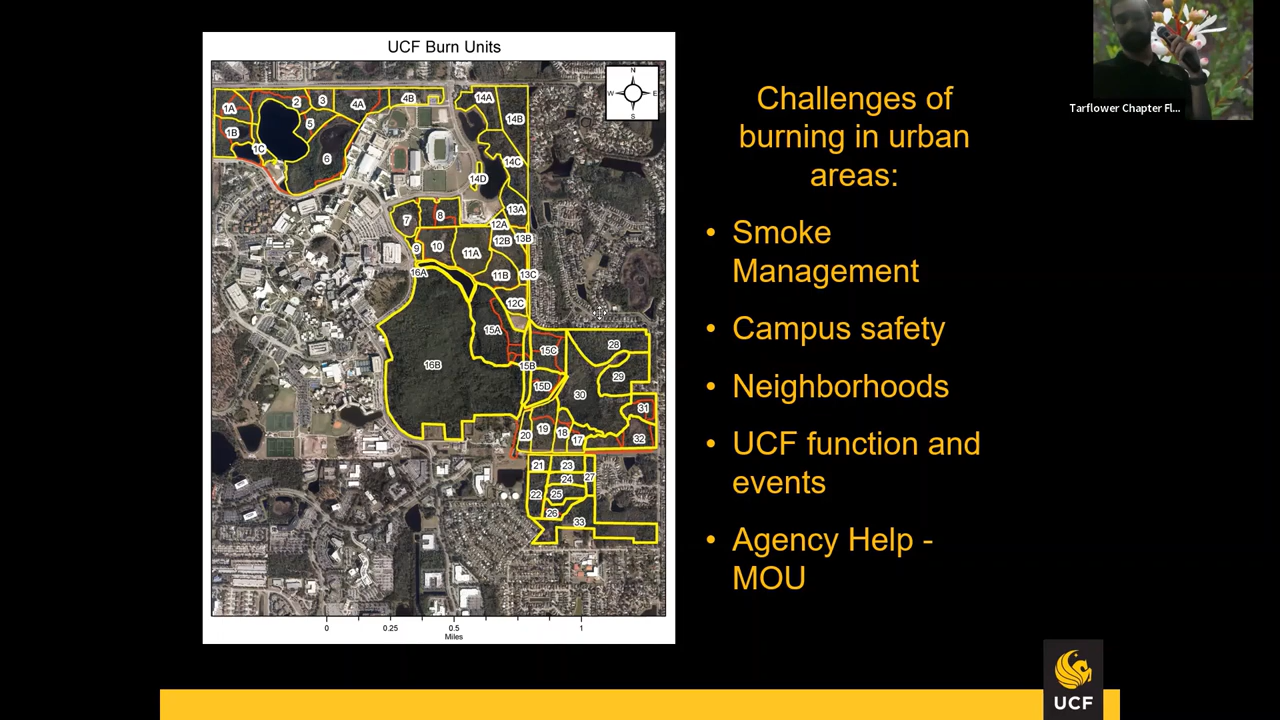 UCF Burn Units
N
W E
S
1A
2
3
4A
4B
14A
1B
5
14B
1C
6
14C
14D
7
8
13A
12A
9
10
11A
12B
13B
16A
11B
13C
12C
15A
15C
28
16B
15B
29
15D
30
31
20
19
18
17
32
21
23
24
27
22
25
26
33
0 0.25 0.5 1
Miles
Challenges of
burning in urban
areas:
• Smoke
Management
• Campus safety
• Neighborhoods
• UCF function and
events
• Agency Help -
MOU
Tarflower Chapter Fl...
UCF